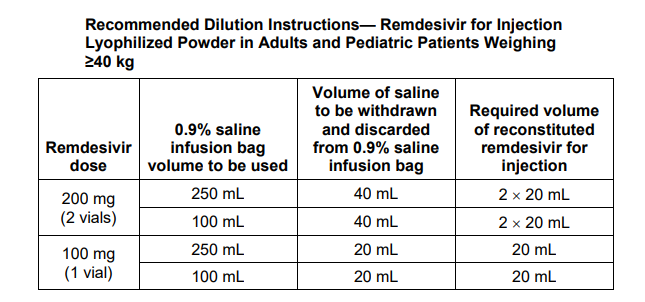 Recommended Dilution Instructions— Remdesivir for Injection
Lyophilized Powder in Adults and Pediatric Patients Weighing
≥40 kg
Remdesivir
dose
0.9% saline
infusion bag
volume to be used
Volume of saline
to be withdrawn
and discarded
from 0.9% saline
infusion bag
Required volume
of reconstituted
remdesivir for
injection
200 mg
(2 vials)
250 mL
40 mL
2 × 20 mL
100 mL
40 mL
2 × 20 mL
100 mg
(1 vial)
250 mL
20 mL
20 mL
100 mL
20 mL
20 mL